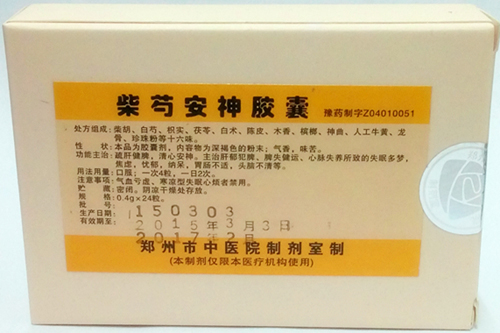 柴芍安神胶囊
豫药制字Z04010051
处方组成：柴胡、白芍、枳实、茯苓、白术、陈皮、木香、槟榔、神曲、人工牛黄、龙
骨、珍珠粉等十六味。
性    状：本品为胶囊剂，内容物为深褐色的粉末；气香，味苦。
功能主治：疏肝健脾，清心安神。主治肝郁犯脾、脾失健运、心脉失养所致的失眠多梦，
焦虑，忧郁，纳呆，胃肠不适、头脑不清等。
用法用量：口服；一次4粒，一日2次。
注意事项：气血亏虚、寒凉型失眠心烦者禁用。
贮    藏：密闭。阴凉干燥处存放。
规    格：0.4g×24粒。
批    号：
150303
生产日期：
2015年3月3日
有效期至：
2017年2
郑州市中医院制剂室制
(本制剂仅限本医疗机构使用)